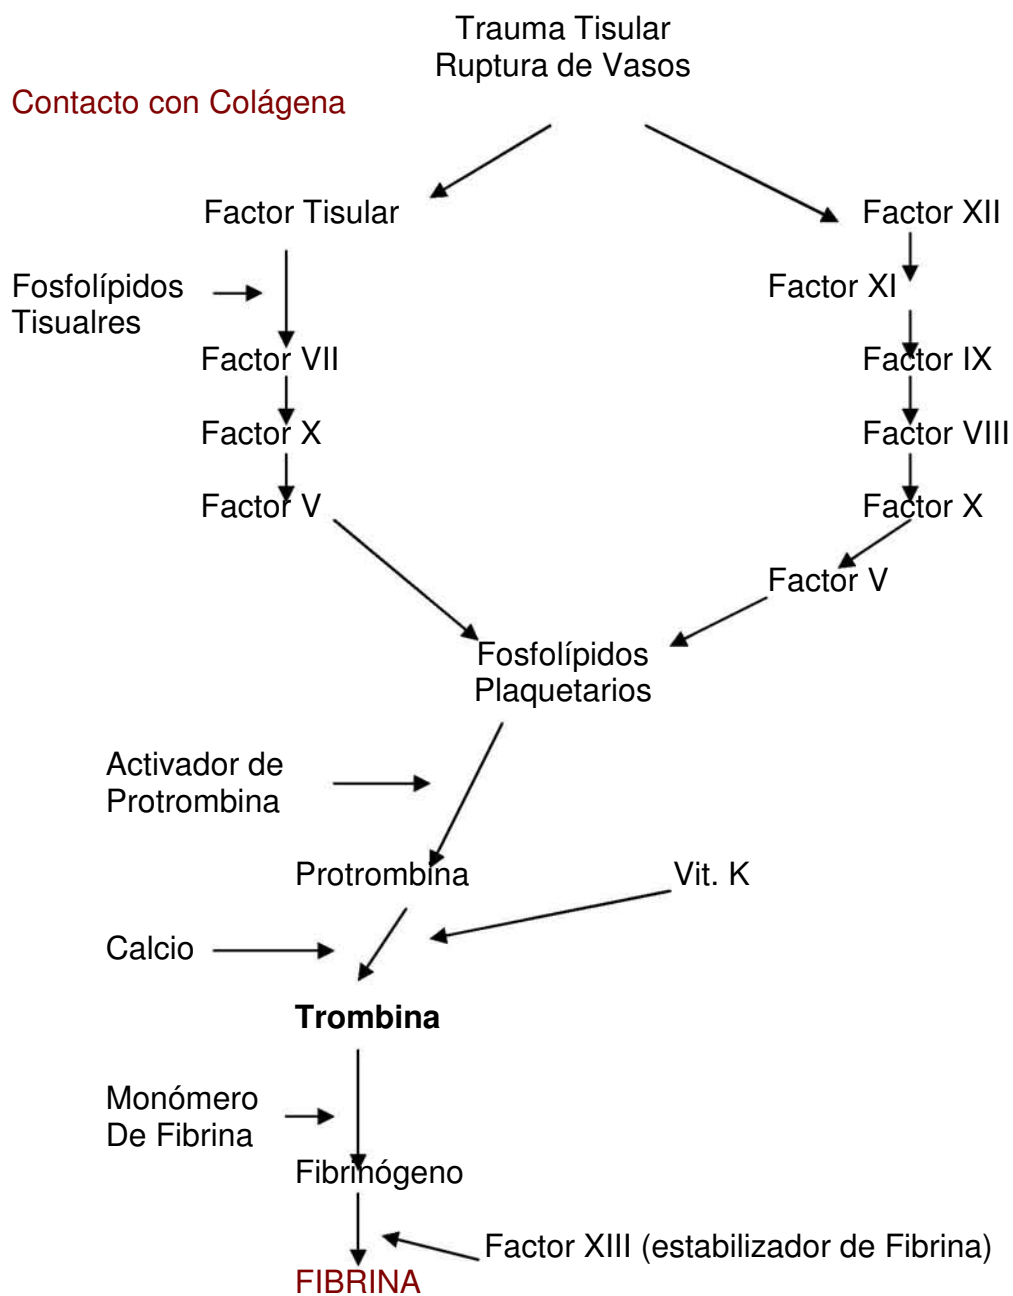 Trauma Tisular
Ruptura de Vasos
Contacto con Colágena
Factor Tisular
Factor XII
Fosfolípidos
Tisualres
Factor XI
Factor VII
Factor IX
Factor X
Factor VIII
Factor V
Factor X
Factor V
Fosfolípidos
Plaquetarios
Activador de
Protrombina
Protrombina
Vit. K
Calcio
Trombina
Monómero
De Fibrina
Fibrinógeno
Factor XIII (estabilizador de Fibrina)
FIBRINA